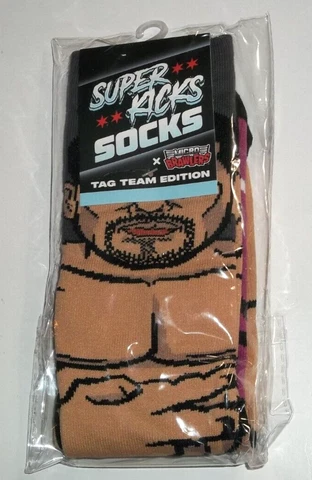 SUPER
KICKS
SOCKS
x MICRO
BRAWLERS
TAG TEAM EDITION